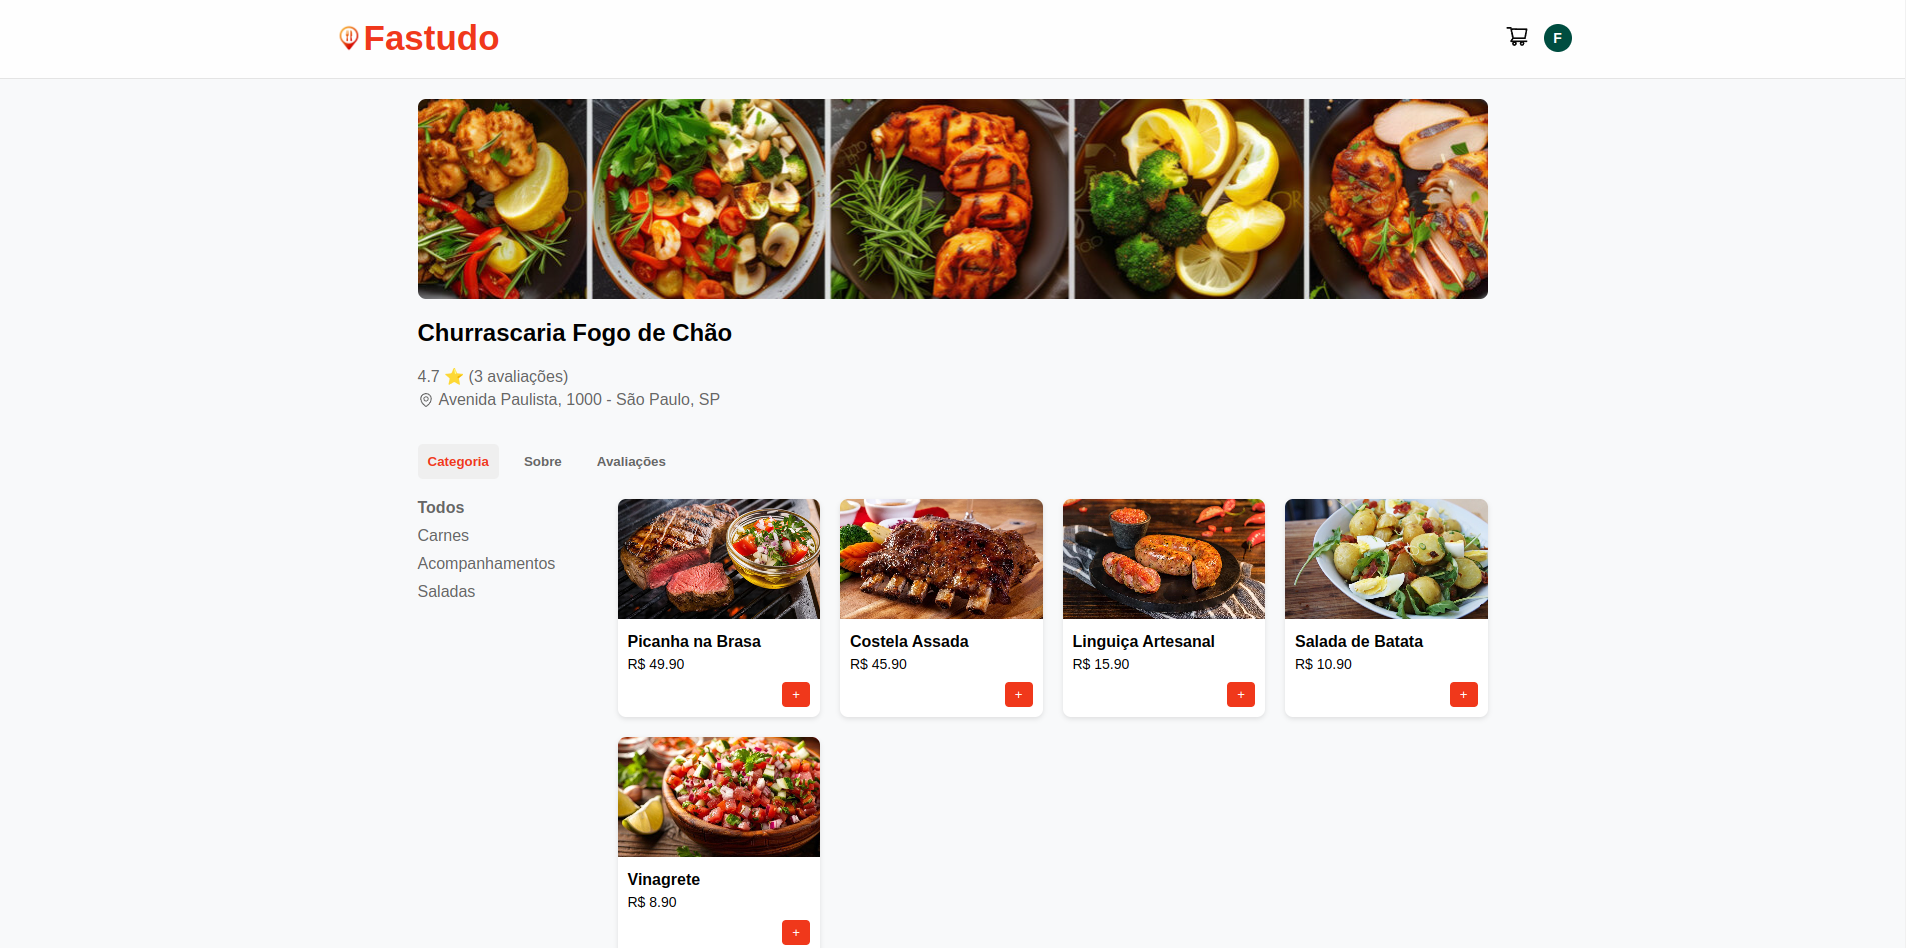 Fastudo
F
Churrascaria Fogo de Chão
4.7 ⭐ (3 avaliações)
Avenida Paulista, 1000 - São Paulo, SP
Categoria Sobre Avaliações
Todos
Carnes
Acompanhamentos
Saladas
Picanha na Brasa
R$ 49.90
+
Costela Assada
R$ 45.90
+
Linguiça Artesanal
R$ 15.90
+
Salada de Batata
R$ 10.90
+
Vinagrete
R$ 8.90
+